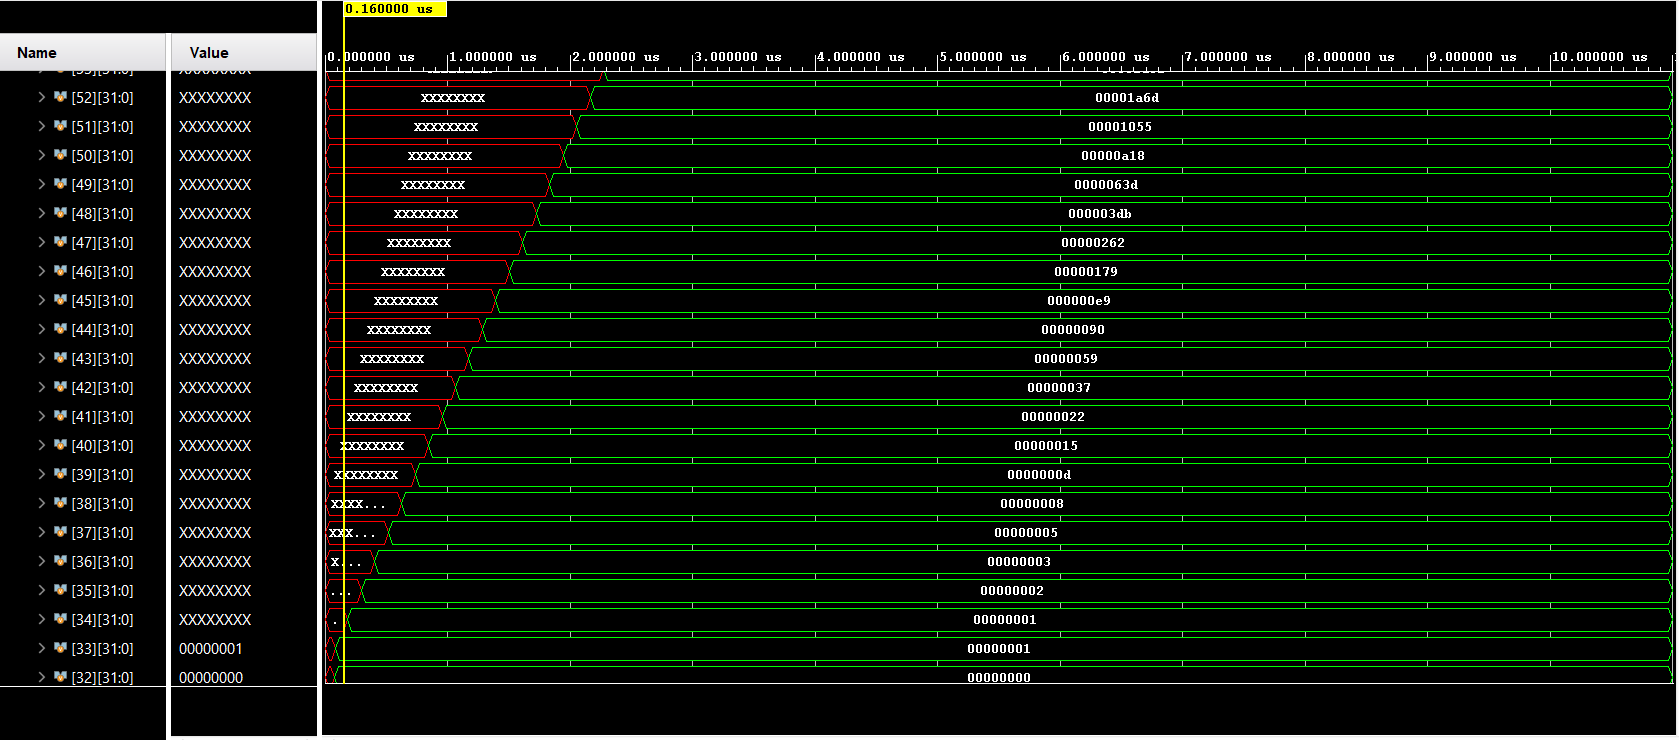 0.160000 us
Name Value
0.000000 us 1.000000 us 2.000000 us 3.000000 us 4.000000 us 5.000000 us 6.000000 us 7.000000 us 8.000000 us 9.000000 us 10.000000 us
[52][31:0] XXXXXXXX XXXXXXXX 00001a6d
[51][31:0] XXXXXXXX XXXXXXXX 00001055
[50][31:0] XXXXXXXX XXXXXXXX 00000a18
[49][31:0] XXXXXXXX XXXXXXXX 0000063d
[48][31:0] XXXXXXXX XXXXXXXX 000003db
[47][31:0] XXXXXXXX XXXXXXXX 00000262
[46][31:0] XXXXXXXX XXXXXXXX 00000179
[45][31:0] XXXXXXXX XXXXXXXX 000000e9
[44][31:0] XXXXXXXX XXXXXXXX 00000090
[43][31:0] XXXXXXXX XXXXXXXX 00000059
[42][31:0] XXXXXXXX XXXXXXXX 00000037
[41][31:0] XXXXXXXX XXXXXXXX 00000022
[40][31:0] XXXXXXXX XXXXXXXX 00000015
[39][31:0] XXXXXXXX XXXXXXXX 0000000d
[38][31:0] XXXXXXXX XXXX... 00000008
[37][31:0] XXXXXXXX XXX... 00000005
[36][31:0] XXXXXXXX X... 00000003
[35][31:0] XXXXXXXX ... 00000002
[34][31:0] XXXXXXXX . 00000001
[33][31:0] 00000001 00000001
[32][31:0] 00000000 00000000